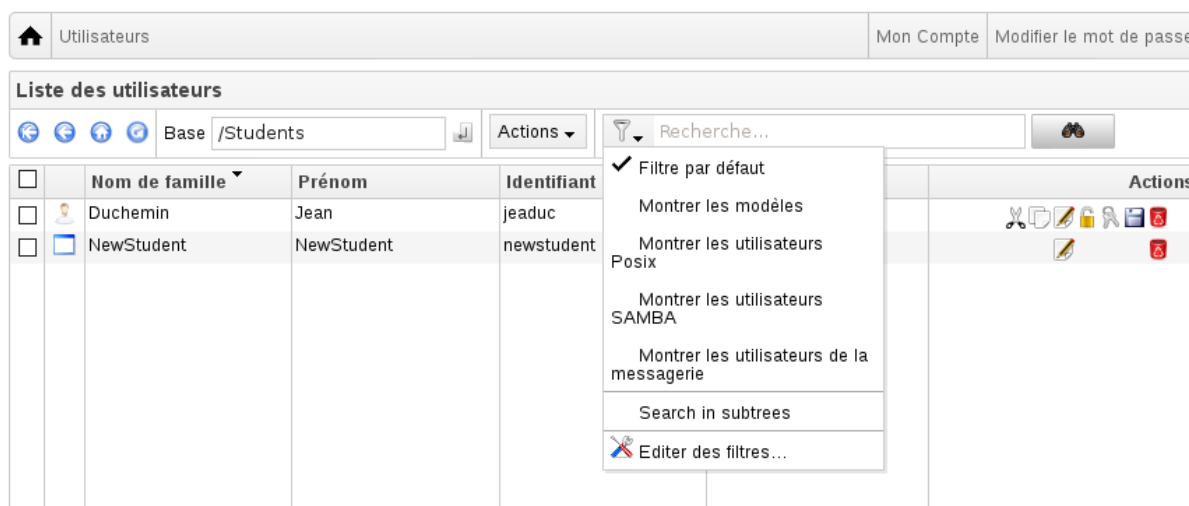 Utilisateurs Mon Compte Modifier le mot de passe
Liste des utilisateurs
Base /Students Actions Recherche...
Nom de famille Prénom Identifiant Actions
Duchemin Jean jeaduc
NewStudent NewStudent newstudent
Filtre par défaut
Montrer les modèles
Montrer les utilisateurs
Posix
Montrer les utilisateurs
SAMBA
Montrer les utilisateurs de la
messagerie
Search in subtrees
Editer des filtres...